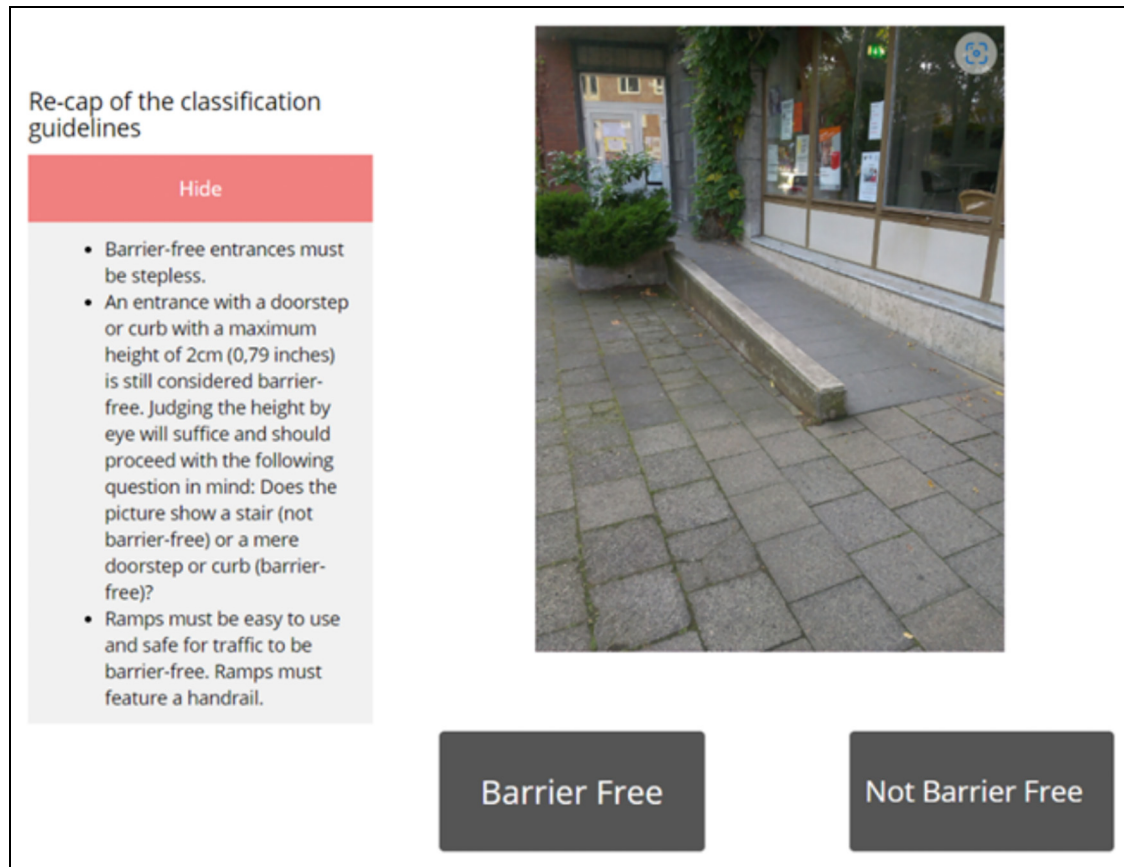 Re-cap of the classification
guidelines
Hide
• Barrier-free entrances must
be stepless.
• An entrance with a doorstep
or curb with a maximum
height of 2cm (0,79 inches)
is still considered barrier-
free. Judging the height by
eye will suffice and should
proceed with the following
question in mind: Does the
picture show a stair (not
barrier-free) or a mere
doorstep or curb (barrier-
free)?
• Ramps must be easy to use
and safe for traffic to be
barrier-free. Ramps must
feature a handrail.
Barrier Free
Not Barrier Free